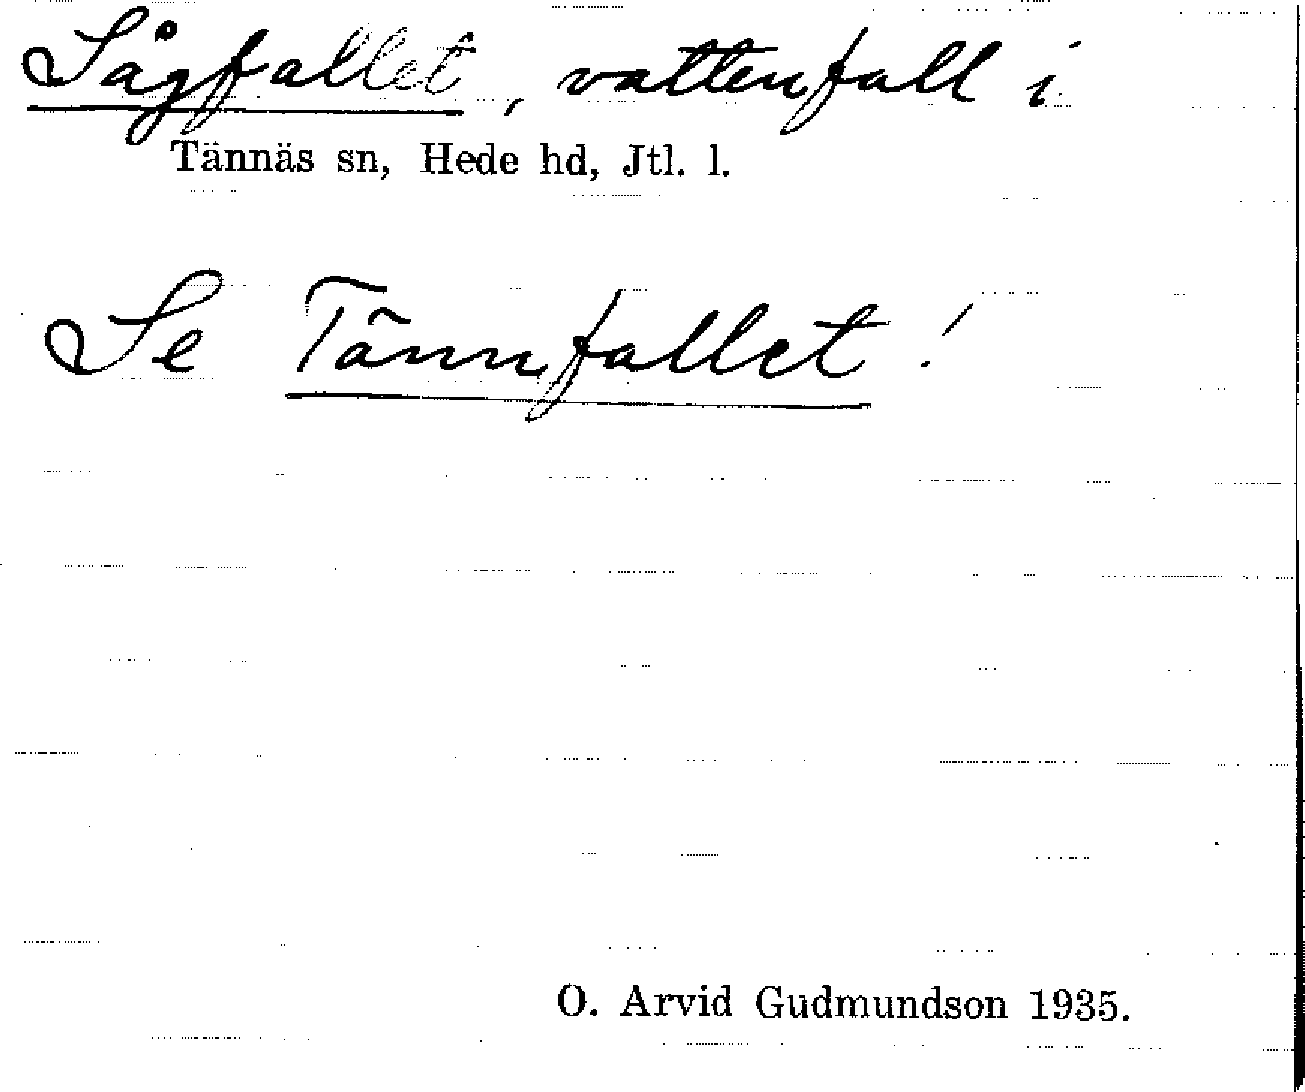 Sågfallet, vattenfall i
Tännäs sn, Hede hd, Jtl. l.
Se Tännfallet!
O. Arvid Gudmundson 1935.